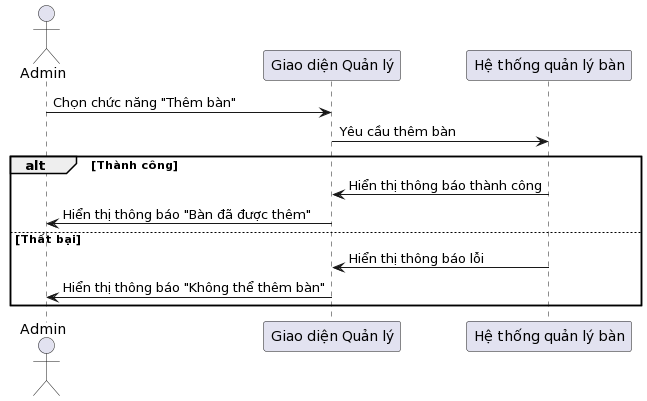 Admin
Giao diện Quản lý
Hệ thống quản lý bàn
Chọn chức năng "Thêm bàn"
Yêu cầu thêm bàn
alt
[Thành công]
Hiển thị thông báo thành công
Hiển thị thông báo "Bàn đã được thêm"
[Thất bại]
Hiển thị thông báo lỗi
Hiển thị thông báo "Không thể thêm bàn"
Admin
Giao diện Quản lý
Hệ thống quản lý bàn